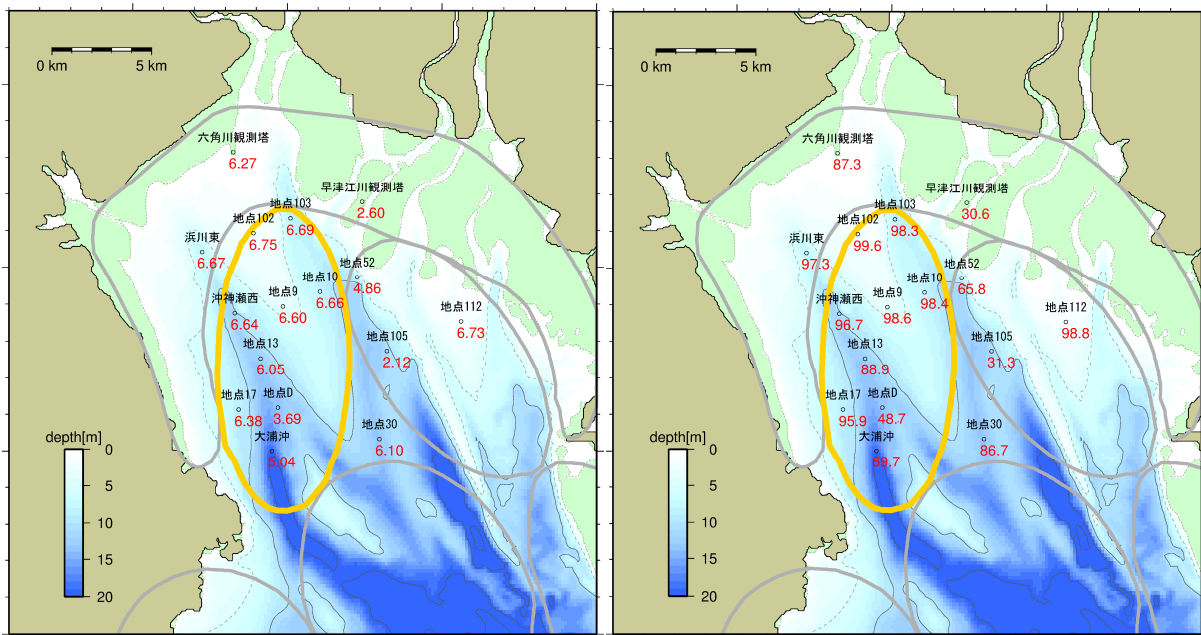 0 km 5 km
六角川観測塔
6.27
早津江川観測塔
2.60
地点103
6.69
地点102
6.75
浜川東
6.67
地点52
4.86
地点10
6.66
地点9
6.60
沖神瀬西
6.64
地点112
6.73
地点105
2.12
地点13
6.05
地点17
6.38
地点D
3.69
地点30
6.10
大浦沖
5.04
depth[m]
0
5
10
15
20
0 km 5 km
六角川観測塔
87.3
早津江川観測塔
30.6
地点103
98.3
地点102
99.6
浜川東
97.3
地点52
65.8
地点10
98.4
地点9
98.6
沖神瀬西
96.7
地点112
98.8
地点105
31.3
地点13
88.9
地点17
95.9
地点D
48.7
地点30
86.7
大浦沖
depth[m]
0
5
10
15
20